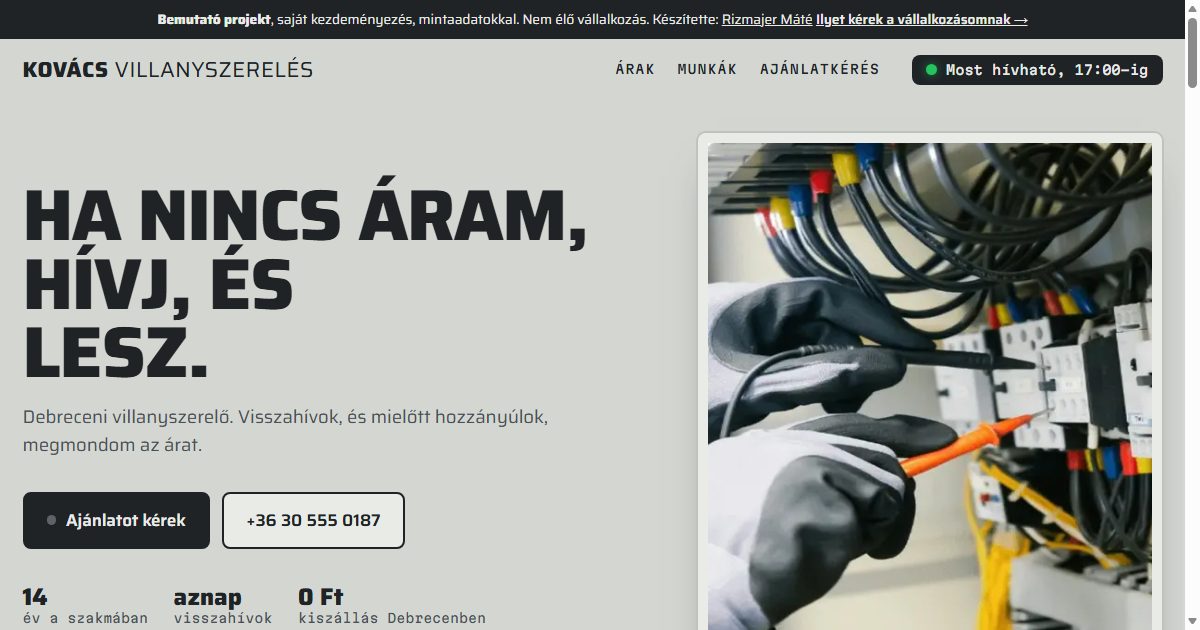 Bemutató projekt, saját kezdeményezés, mintaadatokkal. Nem élő vállalkozás. Készítette: Rizmajer Máté Ilyet kérek a vállalkozásomnak →
KOVÁCS VILLANYSZERELÉS
ÁRAK MUNKÁK AJÁNLATKÉRÉS
Most hívható, 17:00–ig
HA NINCS ÁRAM,
HÍVJ, ÉS
LESZ.
Debreceni villanyszerelő. Visszahívok, és mielőtt hozzányúlok,
megmondom az árat.
Ajánlatot kérek
+36 30 555 0187
14 aznap 0 Ft
év a szakmában visszahívok kiszállás Debrecenben